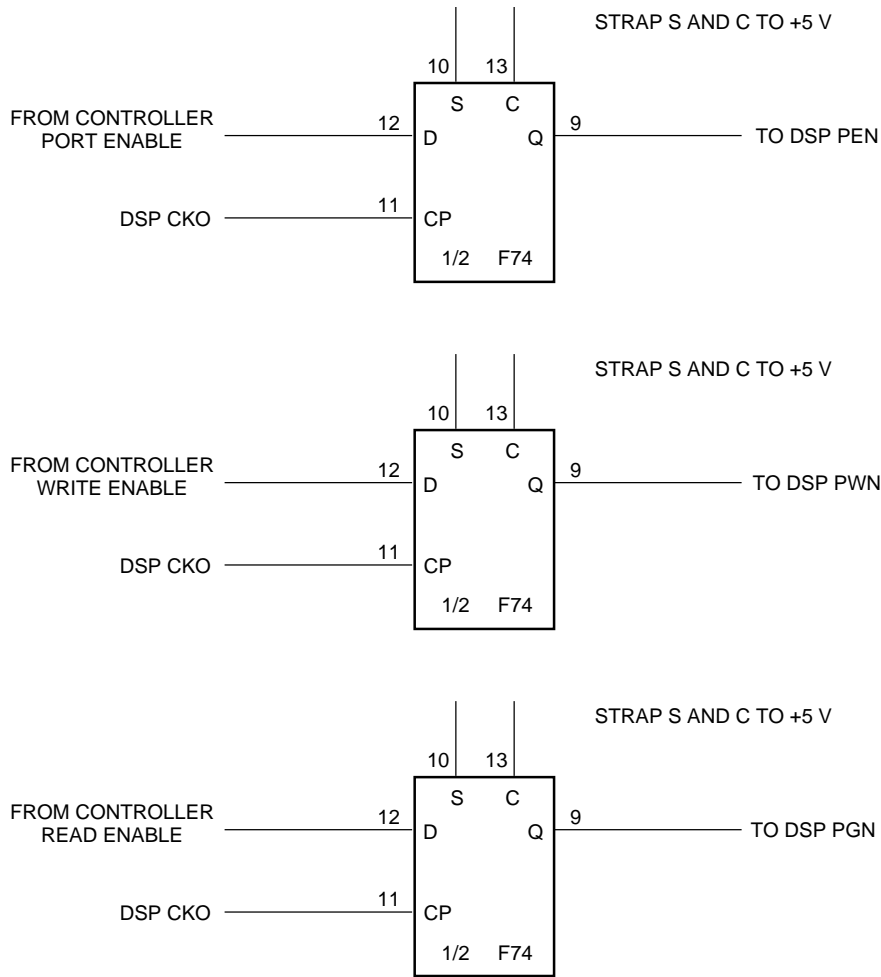 STRAP S AND C TO +5 V
10 13
S C
FROM CONTROLLER
PORT ENABLE
12 D Q 9 TO DSP PEN
DSP CKO 11 CP
1/2 F74
STRAP S AND C TO +5 V
10 13
S C
FROM CONTROLLER
WRITE ENABLE
12 D Q 9 TO DSP PWN
DSP CKO 11 CP
1/2 F74
STRAP S AND C TO +5 V
10 13
S C
FROM CONTROLLER
READ ENABLE
12 D Q 9 TO DSP PGN
DSP CKO 11 CP
1/2 F74